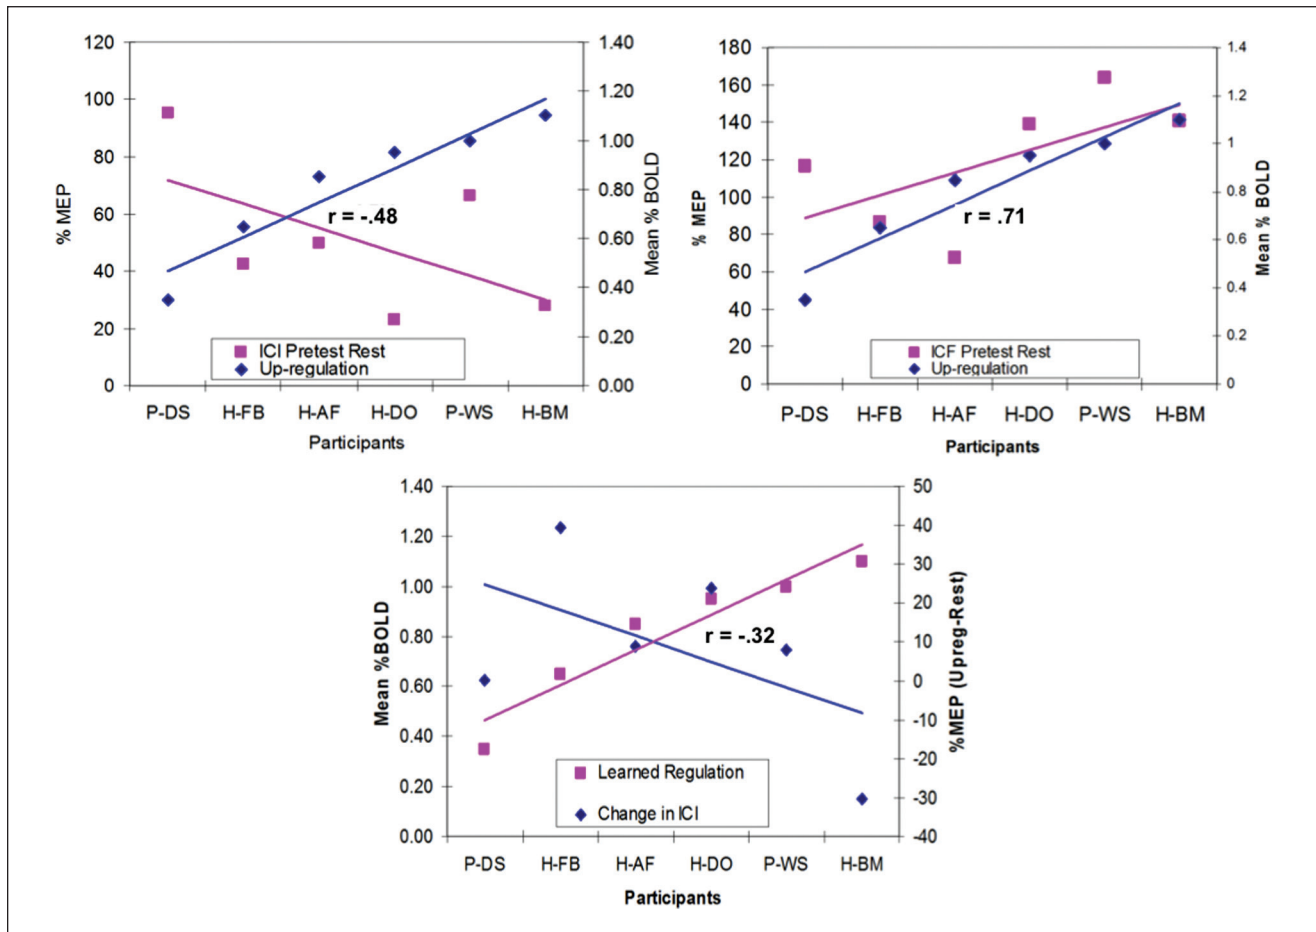 120
100
80
60
40
20
0
% MEP
1.40
1.20
1.00
0.80
0.60
0.40
0.20
0.00
Mean % BOLD
r = -.48
ICI Pretest Rest
Up-regulation
P-DS H-FB H-AF H-DO P-WS H-BM
Participants
180
160
140
120
100
80
60
40
20
0
% MEP
1.4
1.2
1
0.8
0.6
0.4
0.2
0
Mean % BOLD
r = .71
ICF Pretest Rest
Up-regulation
P-DS H-FB H-AF H-DO P-WS H-BM
Participants
1.40
1.20
1.00
0.80
0.60
0.40
0.20
0.00
Mean %BOLD
50
40
30
20
10
0
-10
-20
-30
-40
%MEP (Upreg-Rest)
r = -.32
Learned Regulation
Change in ICI
P-DS H-FB H-AF H-DO P-WS H-BM
Participants